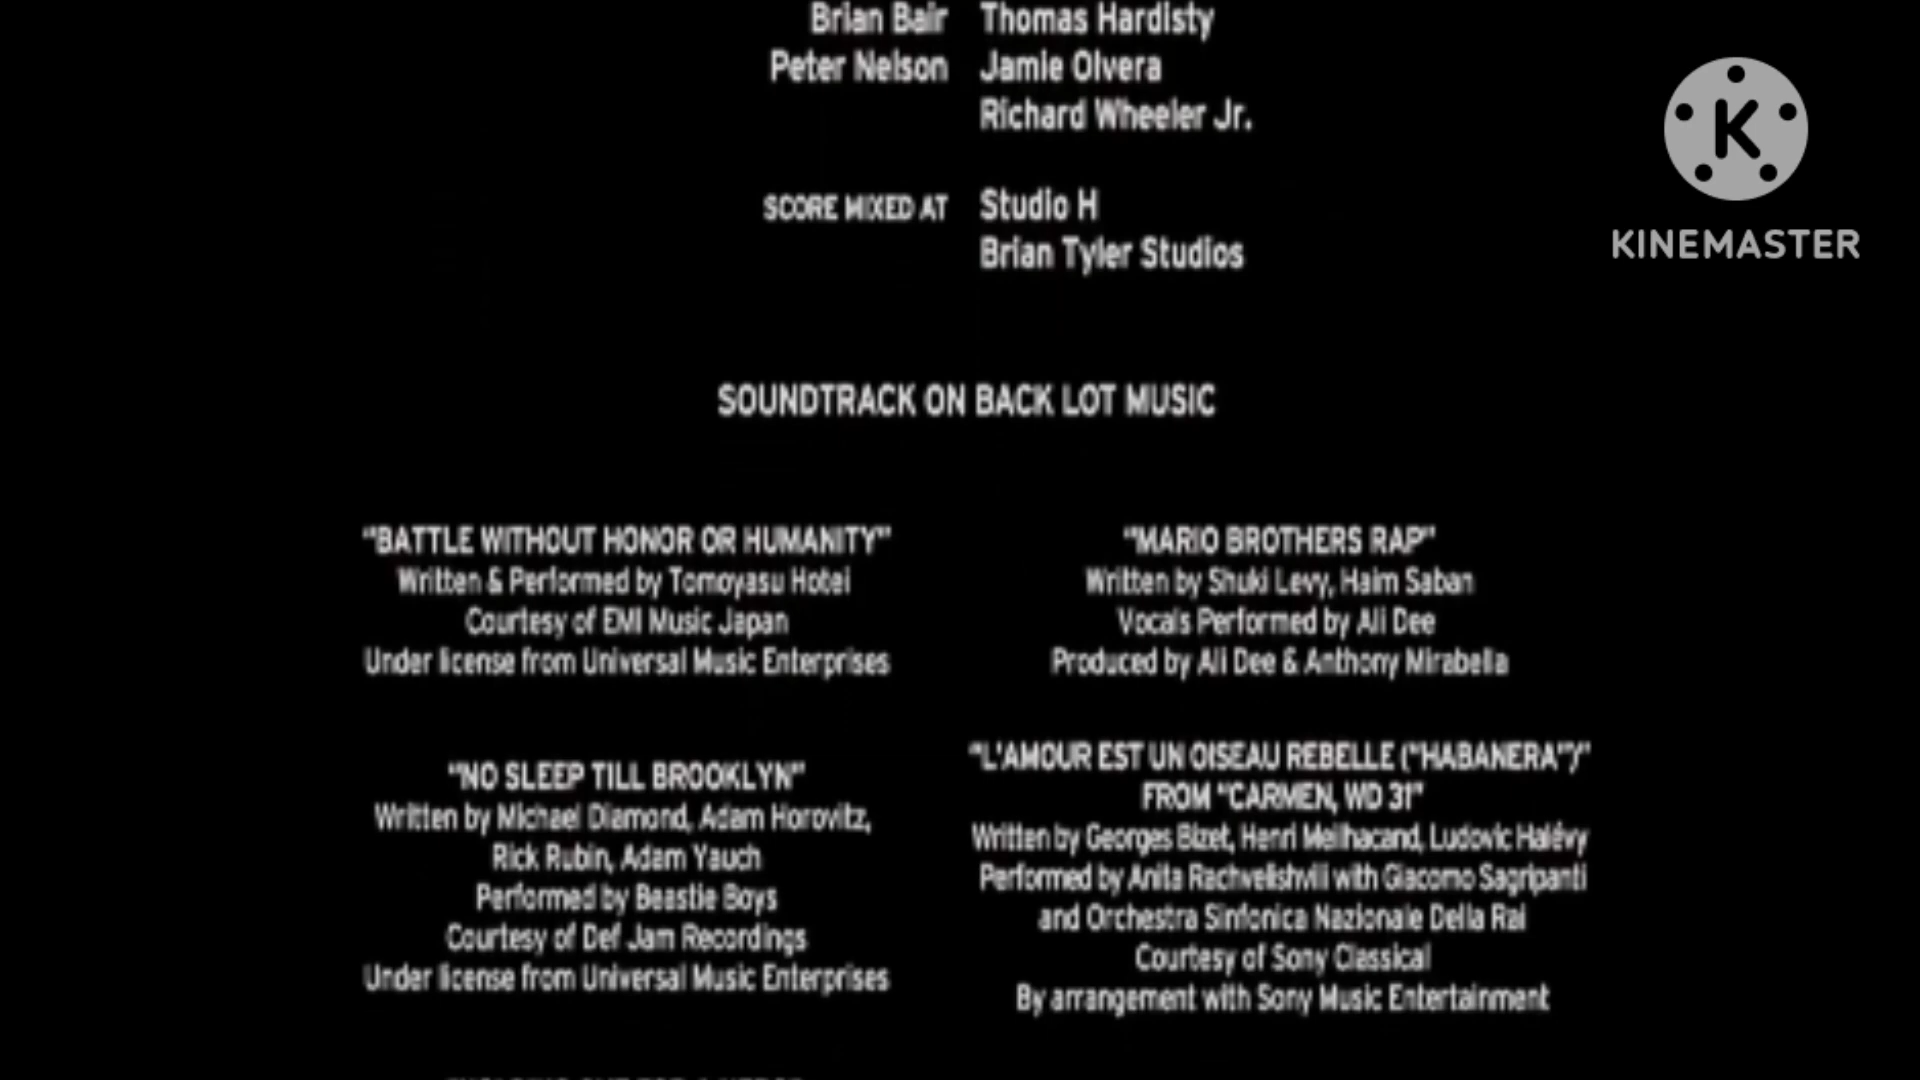 Brian Bair Thomas Hardisty
Peter Nelson Jamie Olvera
Richard Wheeler Jr.
SCORE MIXED AT Studio H
Brian Tyler Studios
K
KINEMASTER
SOUNDTRACK ON BACK LOT MUSIC
"BATTLE WITHOUT HONOR OR HUMANITY"
Written & Performed by Tomoyasu Hotei
Courtesy of EMI Music Japan
Under license from Universal Music Enterprises
"NO SLEEP TILL BROOKLYN"
Written by Michael Diamond, Adam Horovitz,
Rick Rubin, Adam Yauch
Performed by Beastie Boys
Courtesy of Def Jam Recordings
Under license from Universal Music Enterprises
"MARIO BROTHERS RAP"
Written by Shuki Levy, Haim Saban
Vocals Performed by Ali Dee
Produced by Ali Dee & Anthony Mirabella
"L'AMOUR EST UN OISEAU REBELLE ("HABANERA")"
FROM "CARMEN, WD 31"
Written by Georges Bizet, Henri Meilhacand, Ludovic Halévy
Performed by Anita Rachvelishvili with Giacomo Sagripanti
and Orchestra Sinfonica Nazionale Della Rai
Courtesy of Sony Classical
By arrangement with Sony Music Entertainment